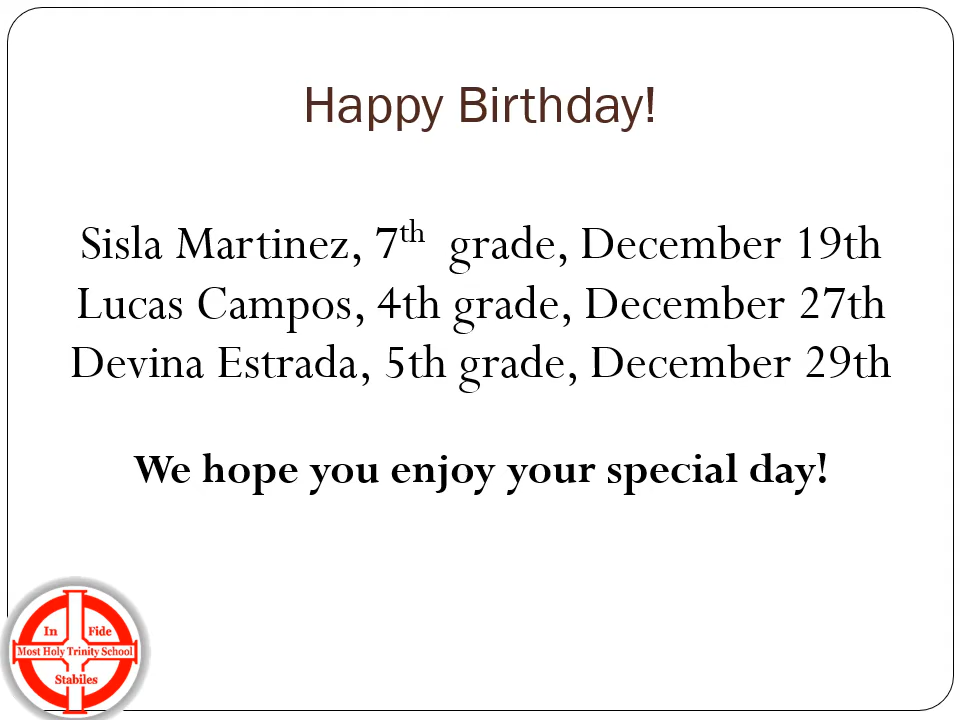 Happy Birthday!
Sisla Martinez, 7th grade, December 19th
Lucas Campos, 4th grade, December 27th
Devina Estrada, 5th grade, December 29th
We hope you enjoy your special day!
In Fide
Most Holy Trinity School
Stabiles